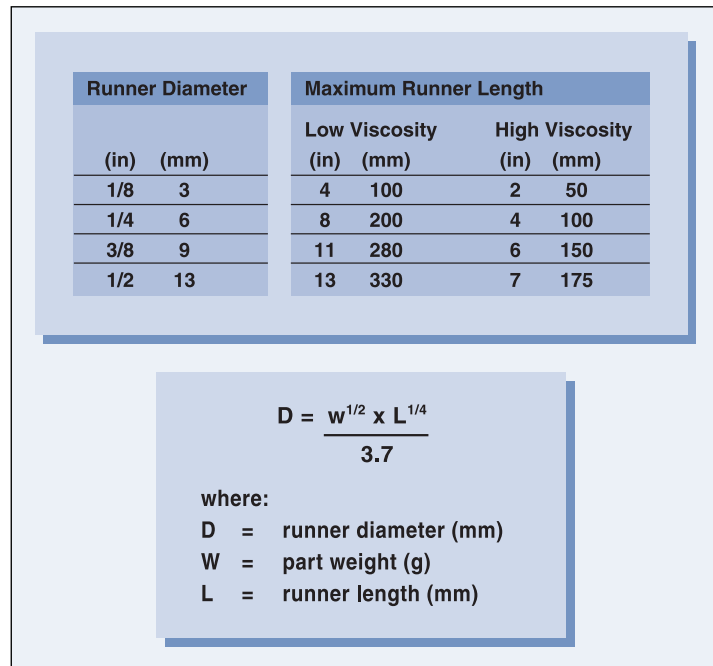 Runner Diameter Maximum Runner Length
Low Viscosity High Viscosity
(in) (mm) (in) (mm) (in) (mm)
1/8 3 4 100 2 50
1/4 6 8 200 4 100
3/8 9 11 280 6 150
1/2 13 13 330 7 175
D = w^1/2 x L^1/4
3.7
where:
D = runner diameter (mm)
W = part weight (g)
L = runner length (mm)